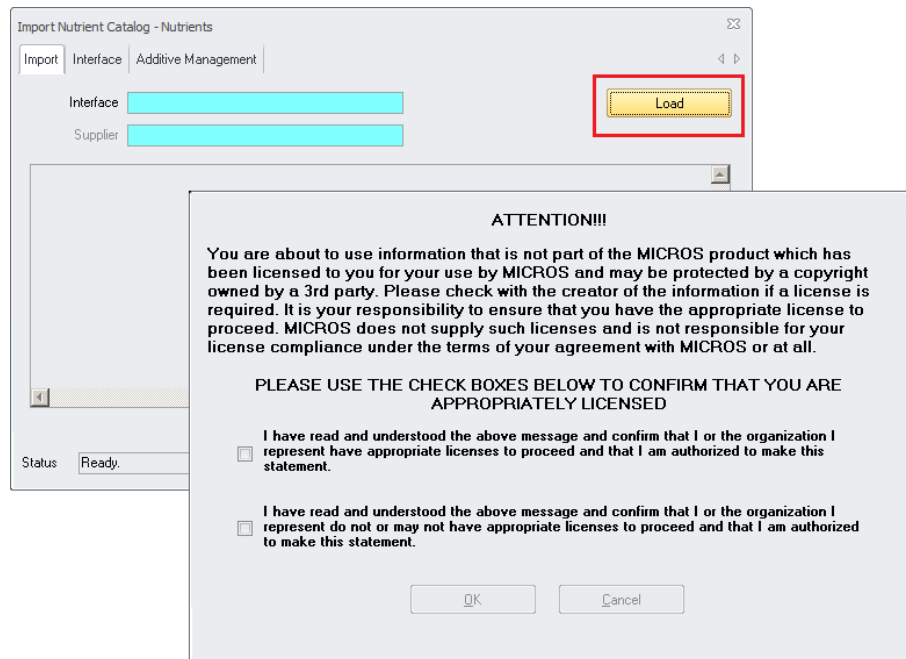 Import Nutrient Catalog - Nutrients
Import Interface Additive Management
Interface
Load
Supplier
ATTENTION!!!
You are about to use information that is not part of the MICROS product which has
been licensed to you for your use by MICROS and may be protected by a copyright
owned by a 3rd party. Please check with the creator of the information if a license is
required. It is your responsibility to ensure that you have the appropriate license to
proceed. MICROS does not supply such licenses and is not responsible for your
license compliance under the terms of your agreement with MICROS or at all.
PLEASE USE THE CHECK BOXES BELOW TO CONFIRM THAT YOU ARE
APPROPRIATELY LICENSED
I have read and understood the above message and confirm that I or the organization I
represent have appropriate licenses to proceed and that I am authorized to make this
statement.
I have read and understood the above message and confirm that I or the organization I
represent do not or may not have appropriate licenses to proceed and that I am authorized
to make this statement.
Status Ready.
OK Cancel